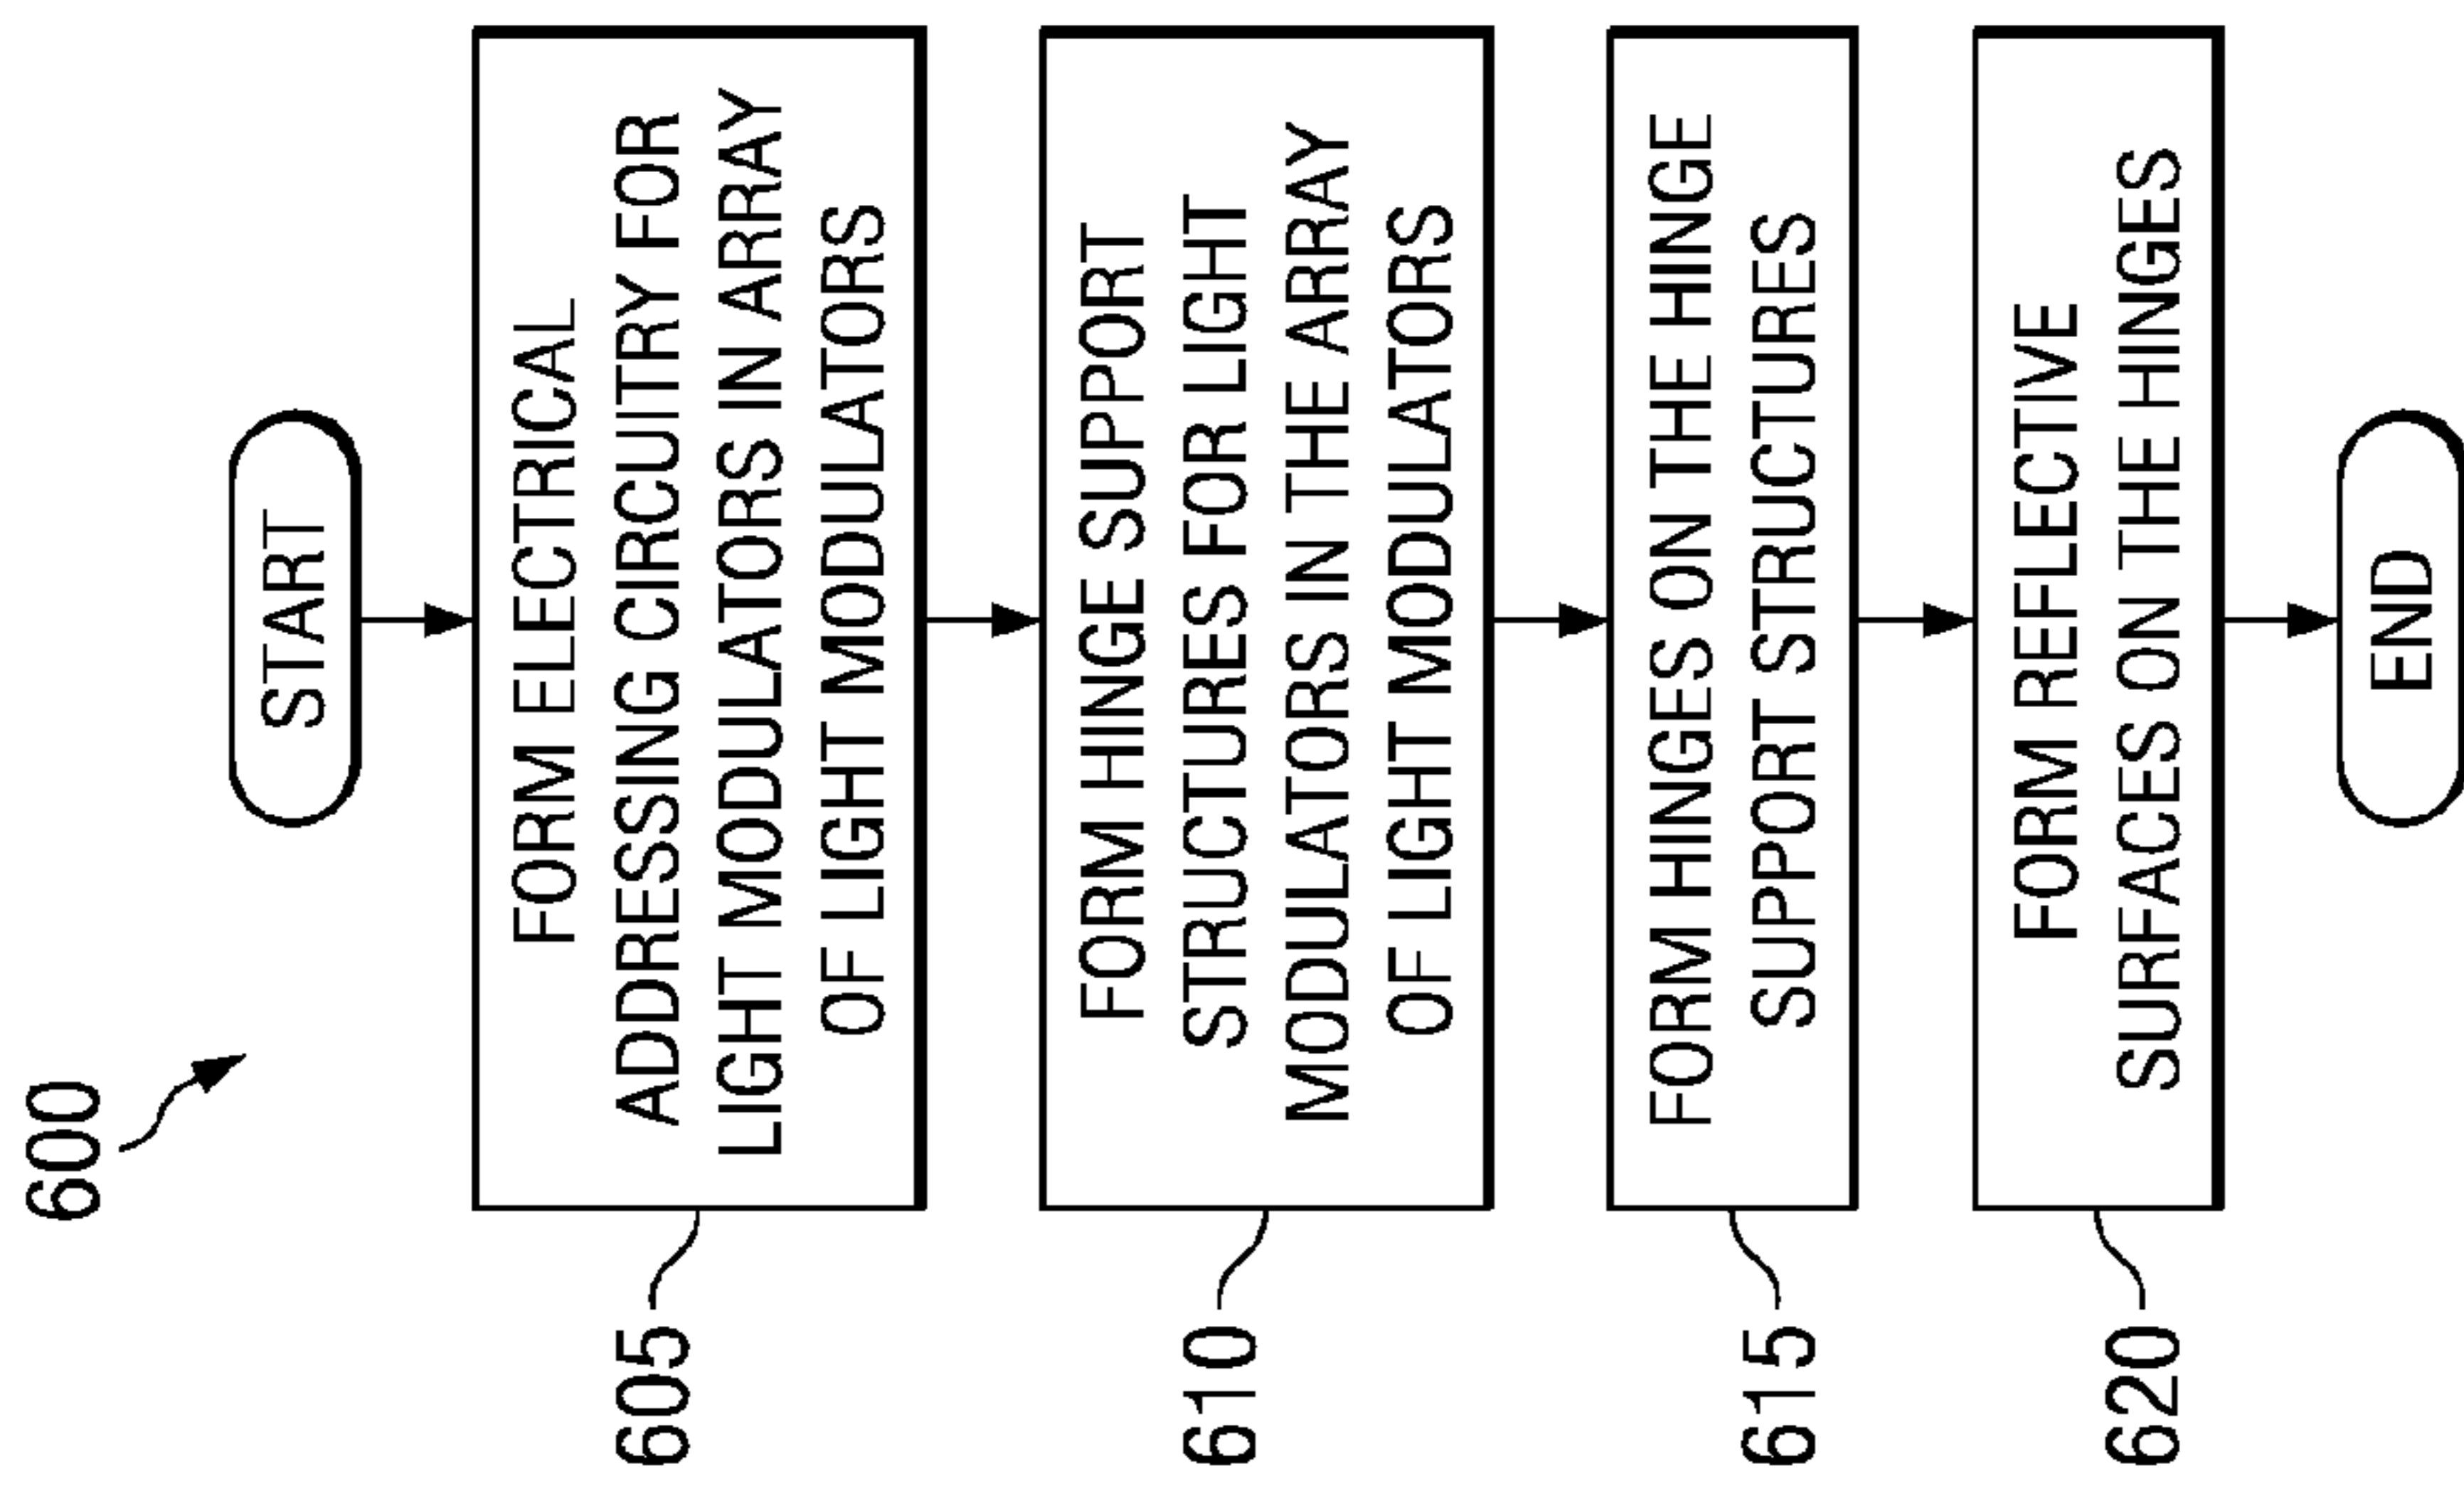 600
START
FORM ELECTRICAL
ADDRESSING CIRCUITRY FOR
LIGHT MODULATORS IN ARRAY
OF LIGHT MODULATORS
605
FORM HINGE SUPPORT
STRUCTURES FOR LIGHT
MODULATORS IN THE ARRAY
OF LIGHT MODULATORS
610
FORM HINGES ON THE HINGE
SUPPORT STRUCTURES
615
FORM REFLECTIVE
SURFACES ON THE HINGES
620
END